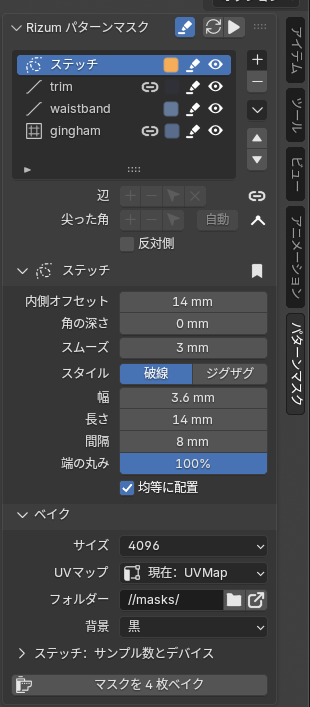 Rizum パターンマスク
ステッチ
trim
waistband
gingham
辺
尖った角 自動
反対側
ステッチ
内側オフセット 14 mm
角の深さ 0 mm
スムーズ 3 mm
スタイル 破線 ジグザグ
幅 3.6 mm
長さ 14 mm
間隔 8 mm
端の丸み 100%
均等に配置
ベイク
サイズ 4096
UVマップ 現在: UVMap
フォルダー //masks/
背景 黒
ステッチ: サンプル数とデバイス
マスクを 4 枚ベイク
アイテム
ツール
ビュー
アニメーション
パターンマスク